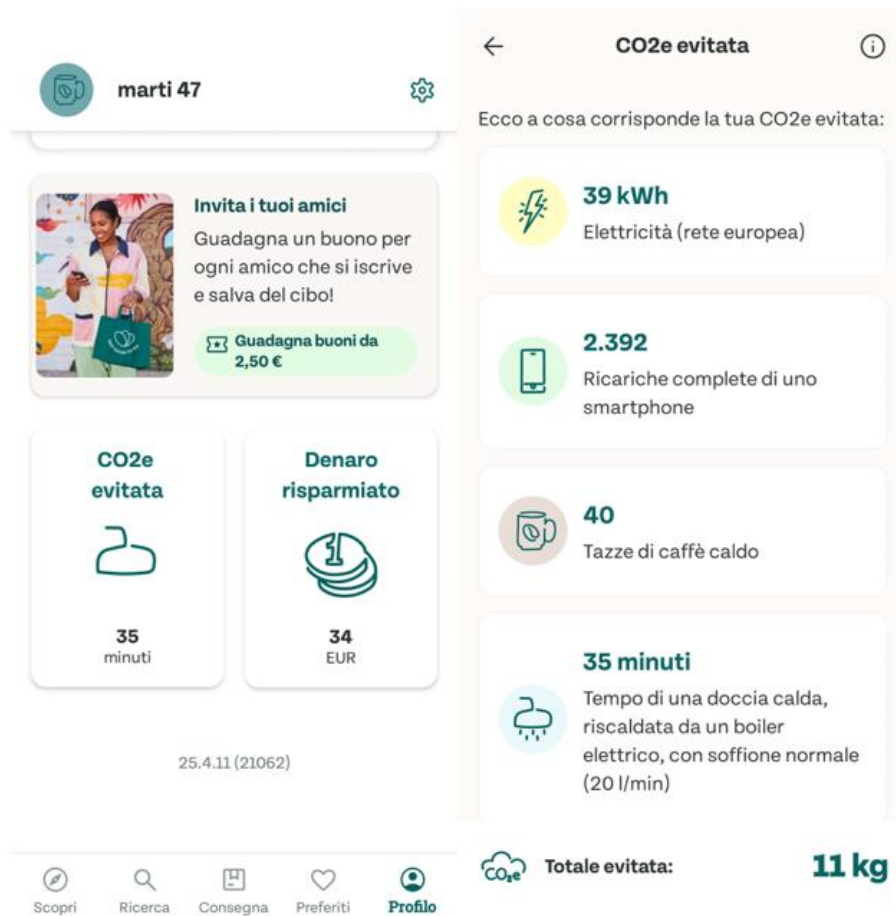 marti 47
Invita i tuoi amici
Guadagna un buono per
ogni amico che si iscrive
e salva del cibo!
Guadagna buoni da
2,50 €
CO2e
evitata
35
minuti
Denaro
risparmiato
1
34
EUR
25.4.11 (21062)
Scopri
Ricerca
Consegna
Preferiti
Profilo
CO2e evitata
Ecco a cosa corrisponde la tua CO2e evitata:
39 kWh
Elettricità (rete europea)
2.392
Ricariche complete di uno
smartphone
40
Tazze di caffè caldo
35 minuti
Tempo di una doccia calda,
riscaldata da un boiler
elettrico, con soffione normale
(20 l/min)
CO₂e
Totale evitata:
11 kg